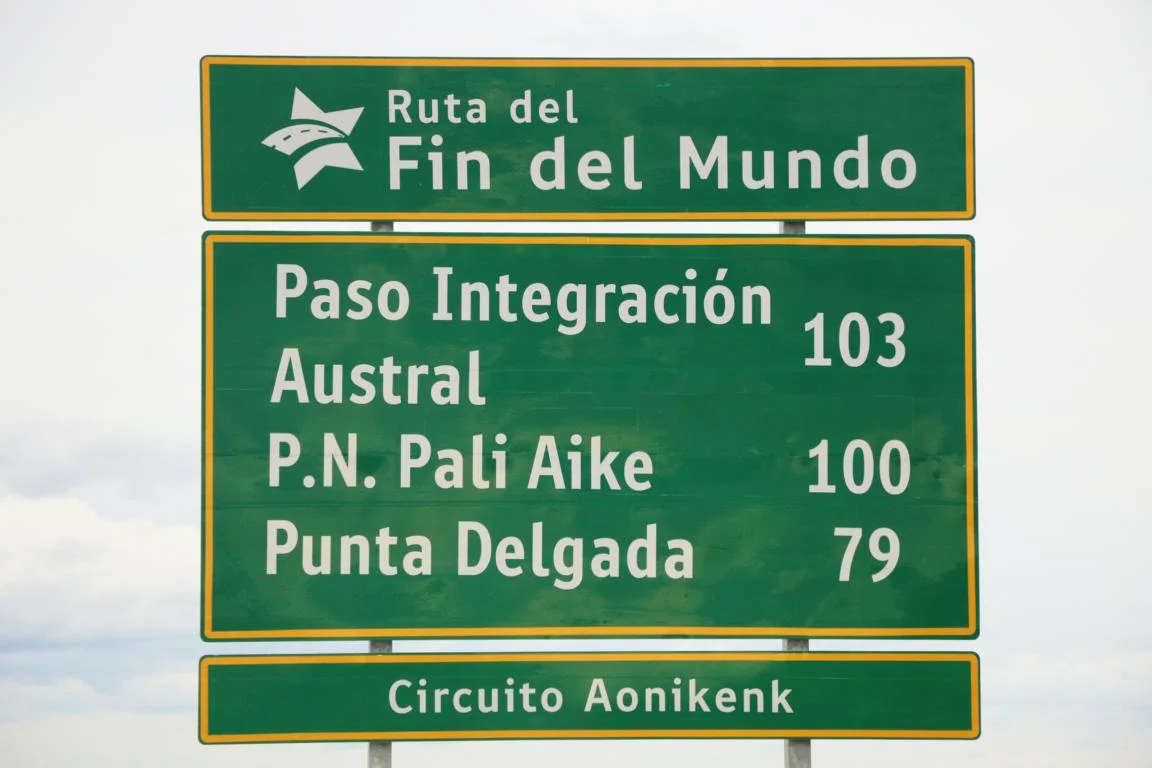 Ruta del
Fin del Mundo
Paso Integración
Austral 103
P.N. Pali Aike 100
Punta Delgada 79
Circuito Aonikenk